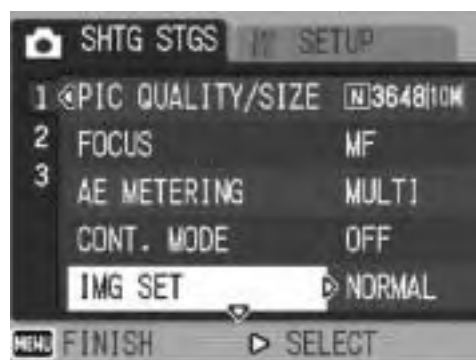 SHTG STGS SETUP
1 PIC QUALITY/SIZE N 3648 10M
2 FOCUS MF
3 AE METERING MULTI
CONT. MODE OFF
IMG SET NORMAL
MENU FINISH SELECT